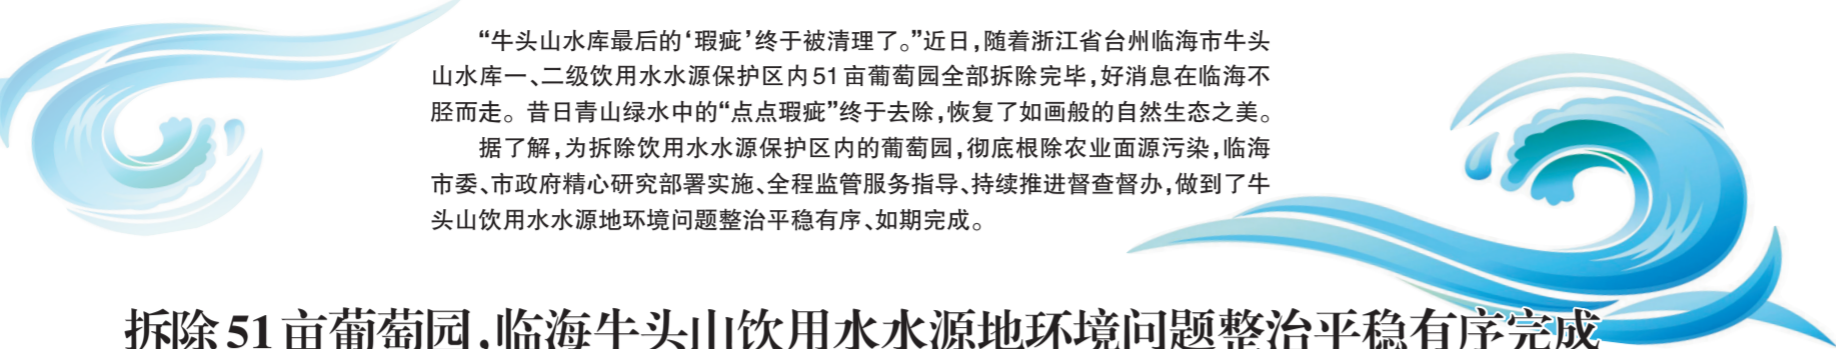 “牛头山水库最后的‘瑕疵’终于被清理了。”近日,随着浙江省台州临海市牛头
山水库一、二级饮用水水源保护区内51亩葡萄园全部拆除完毕,好消息在临海不
胫而走。昔日青山绿水中的“点点瑕疵”终于去除,恢复了如画般的自然生态之美。
据了解,为拆除饮用水水源保护区内的葡萄园,彻底根除农业面源污染,临海
市委、市政府精心研究部署实施、全程监管服务指导、持续推进督查督办,做到了牛
头山饮用水水源地环境问题整治平稳有序、如期完成。
拆除51亩葡萄园,临海牛头山饮用水水源地环境问题整治平稳有序完成